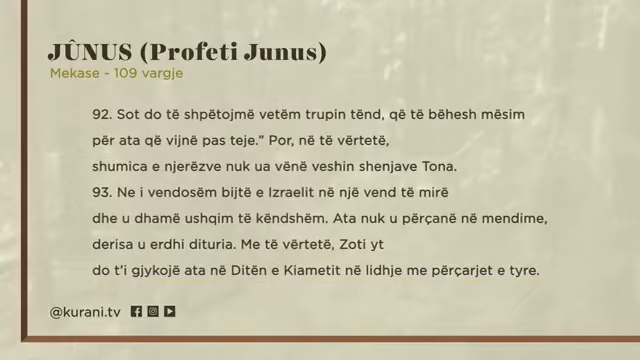 JÛNUS (Profeti Junus)
Mekase - 109 vargje
92. Sot do të shpëtojmë vetëm trupin tënd, që të bëhesh mësim
për ata që vijnë pas teje.” Por, në të vërtetë,
shumica e njerëzve nuk ua vënë veshin shenjave Tona.
93. Ne i vendosëm bijtë e Izraelit në një vend të mirë
dhe u dhamë ushqim të këndshëm. Ata nuk u përçanë në mendime,
derisa u erdhi dituria. Me të vërtetë, Zoti yt
do t’i gjykojë ata në Ditën e Kiametit në lidhje me përçarjet e tyre.
@kurani.tv